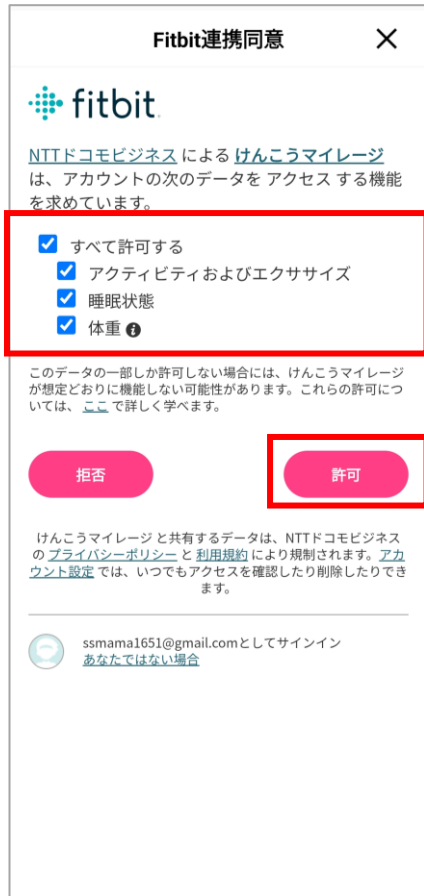 Fitbit連携同意
fitbit.
NTTドコモビジネス による けんこうマイレージ
は、アカウントの次のデータを アクセス する機能
を求めています。
すべて許可する
アクティビティおよびエクササイズ
睡眠状態
体重
このデータの一部しか許可しない場合には、けんこうマイレージ
が想定どおりに機能しない可能性があります。これらの許可につ
いては、 ここ で詳しく学べます。
拒否
許可
けんこうマイレージ と共有するデータは、NTTドコモビジネス
の プライバシーポリシー と 利用規約 により規制されます。アカ
ウント設定 では、いつでもアクセスを確認したり削除したりでき
ます。
ssmama1651@gmail.comとしてサインイン
あなたではない場合